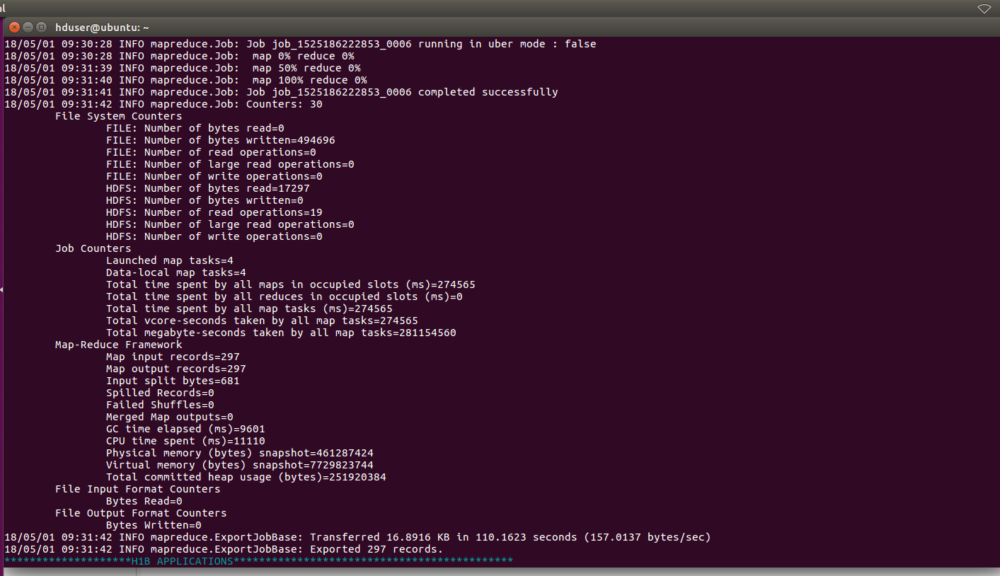 al
hduser@ubuntu: ~
18/05/01 09:30:28 INFO mapreduce.Job: Job job_1525186222853_0006 running in uber mode : false
18/05/01 09:30:28 INFO mapreduce.Job:  map 0% reduce 0%
18/05/01 09:31:39 INFO mapreduce.Job:  map 50% reduce 0%
18/05/01 09:31:40 INFO mapreduce.Job:  map 100% reduce 0%
18/05/01 09:31:41 INFO mapreduce.Job: Job job_1525186222853_0006 completed successfully
18/05/01 09:31:42 INFO mapreduce.Job: Counters: 30
File System Counters
FILE: Number of bytes read=0
FILE: Number of bytes written=494696
FILE: Number of read operations=0
FILE: Number of large read operations=0
FILE: Number of write operations=0
HDFS: Number of bytes read=17297
HDFS: Number of bytes written=0
HDFS: Number of read operations=19
HDFS: Number of large read operations=0
HDFS: Number of write operations=0
Job Counters
Launched map tasks=4
Data-local map tasks=4
Total time spent by all maps in occupied slots (ms)=274565
Total time spent by all reduces in occupied slots (ms)=0
Total time spent by all map tasks (ms)=274565
Total vcore-seconds taken by all map tasks=274565
Total megabyte-seconds taken by all map tasks=281154560
Map-Reduce Framework
Map input records=297
Map output records=297
Input split bytes=681
Spilled Records=0
Failed Shuffles=0
Merged Map outputs=0
GC time elapsed (ms)=9601
CPU time spent (ms)=11110
Physical memory (bytes) snapshot=461287424
Virtual memory (bytes) snapshot=7729823744
Total committed heap usage (bytes)=251920384
File Input Format Counters
Bytes Read=0
File Output Format Counters
Bytes Written=0
18/05/01 09:31:42 INFO mapreduce.ExportJobBase: Transferred 16.8916 KB in 110.1623 seconds (157.0137 bytes/sec)
18/05/01 09:31:42 INFO mapreduce.ExportJobBase: Exported 297 records.
********************H1B APPLICATIONS********************************************